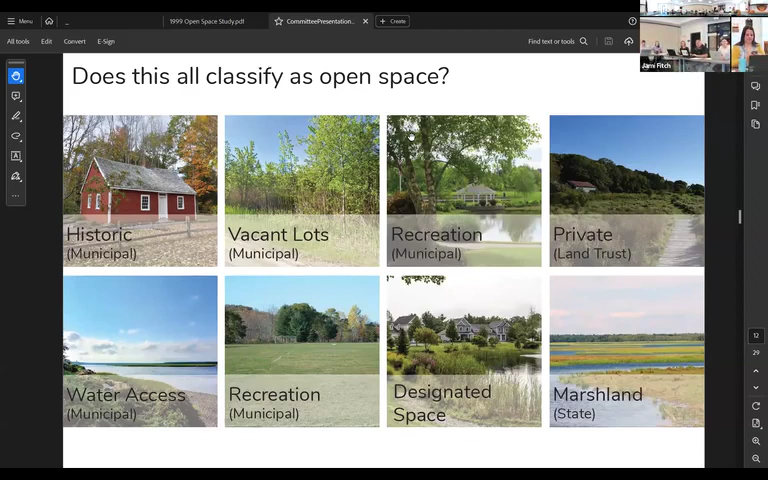 Menu
1999 Open Space Study.pdf
CommitteePresentation...
Create
All tools
Edit
Convert
E-Sign
Find text or tools
Jami Fitch
Does this all classify as open space?
Historic
(Municipal)
Vacant Lots
(Municipal)
Recreation
(Municipal)
Private
(Land Trust)
Water Access
(Municipal)
Recreation
(Municipal)
Designated
Space
Marshland
(State)
12
29